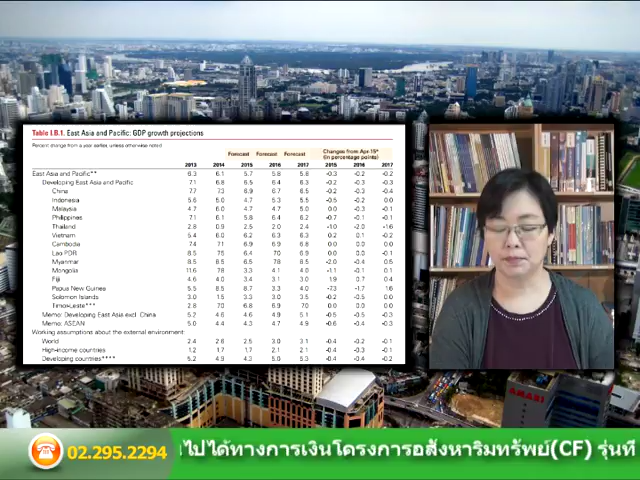 Table I.B.1. East Asia and Pacific: GDP growth projections
Percent change from a year earlier, unless otherwise noted
Forecast Forecast Forecast Changes from Apr.15*
(in percentage points)
2013 2014 2015 2016 2017 2015 2016 2017
East Asia and Pacific** 6.3 6.1 5.7 5.8 5.8 -0.3 -0.2 -0.2
Developing East Asia and Pacific 7.1 6.8 6.5 6.4 6.3 -0.2 -0.3 -0.3
China 7.7 7.3 6.9 6.7 6.5 -0.2 -0.3 -0.4
Indonesia 5.6 5.0 4.7 5.3 5.5 -0.5 -0.2 0.0
Malaysia 4.7 6.0 4.7 4.7 5.0 0.0 -0.3 -0.1
Philippines 7.1 6.1 5.8 6.4 6.2 -0.7 -0.1 -0.1
Thailand 2.8 0.9 2.5 2.0 2.4 -1.0 -2.0 -1.6
Vietnam 5.4 6.0 6.2 6.3 6.3 0.2 0.1 -0.2
Cambodia 7.4 7.1 6.9 6.9 6.8 0.0 0.0 0.0
Lao PDR 8.5 7.5 6.4 7.0 6.9 0.0 0.0 -0.1
Myanmar 8.5 8.5 6.5 7.8 8.5 -2.0 -0.4 0.5
Mongolia 11.6 7.8 3.3 4.1 4.0 -1.1 -0.1 0.1
Fiji 4.6 4.0 3.4 3.1 3.0 1.9 0.7 0.4
Papua New Guinea 5.5 8.5 8.7 3.3 4.0 -7.3 -1.7 1.6
Solomon Islands 3.0 1.5 3.3 3.0 3.5 -0.2 -0.5 0.0
Timor-Leste*** 2.8 7.0 6.8 6.9 7.0 0.0 0.0 0.0
Memo: Developing East Asia excl. China 5.2 4.6 4.6 4.9 5.1 -0.5 -0.5 -0.3
Memo: ASEAN 5.0 4.4 4.3 4.7 4.9 -0.6 -0.4 -0.3
Working assumptions about the external environment:
World 2.4 2.6 2.5 3.0 3.1 -0.4 -0.2 -0.1
High-income countries 1.2 1.7 1.7 2.1 2.1 -0.4 -0.3 -0.1
Developing countries**** 5.2 4.9 4.3 5.0 5.3 -0.4 -0.4 -0.2
AMARI
02.295.2294
ไปได้ทางการเงินโครงการอสังหาริมทรัพย์(CF) รุ่นที่